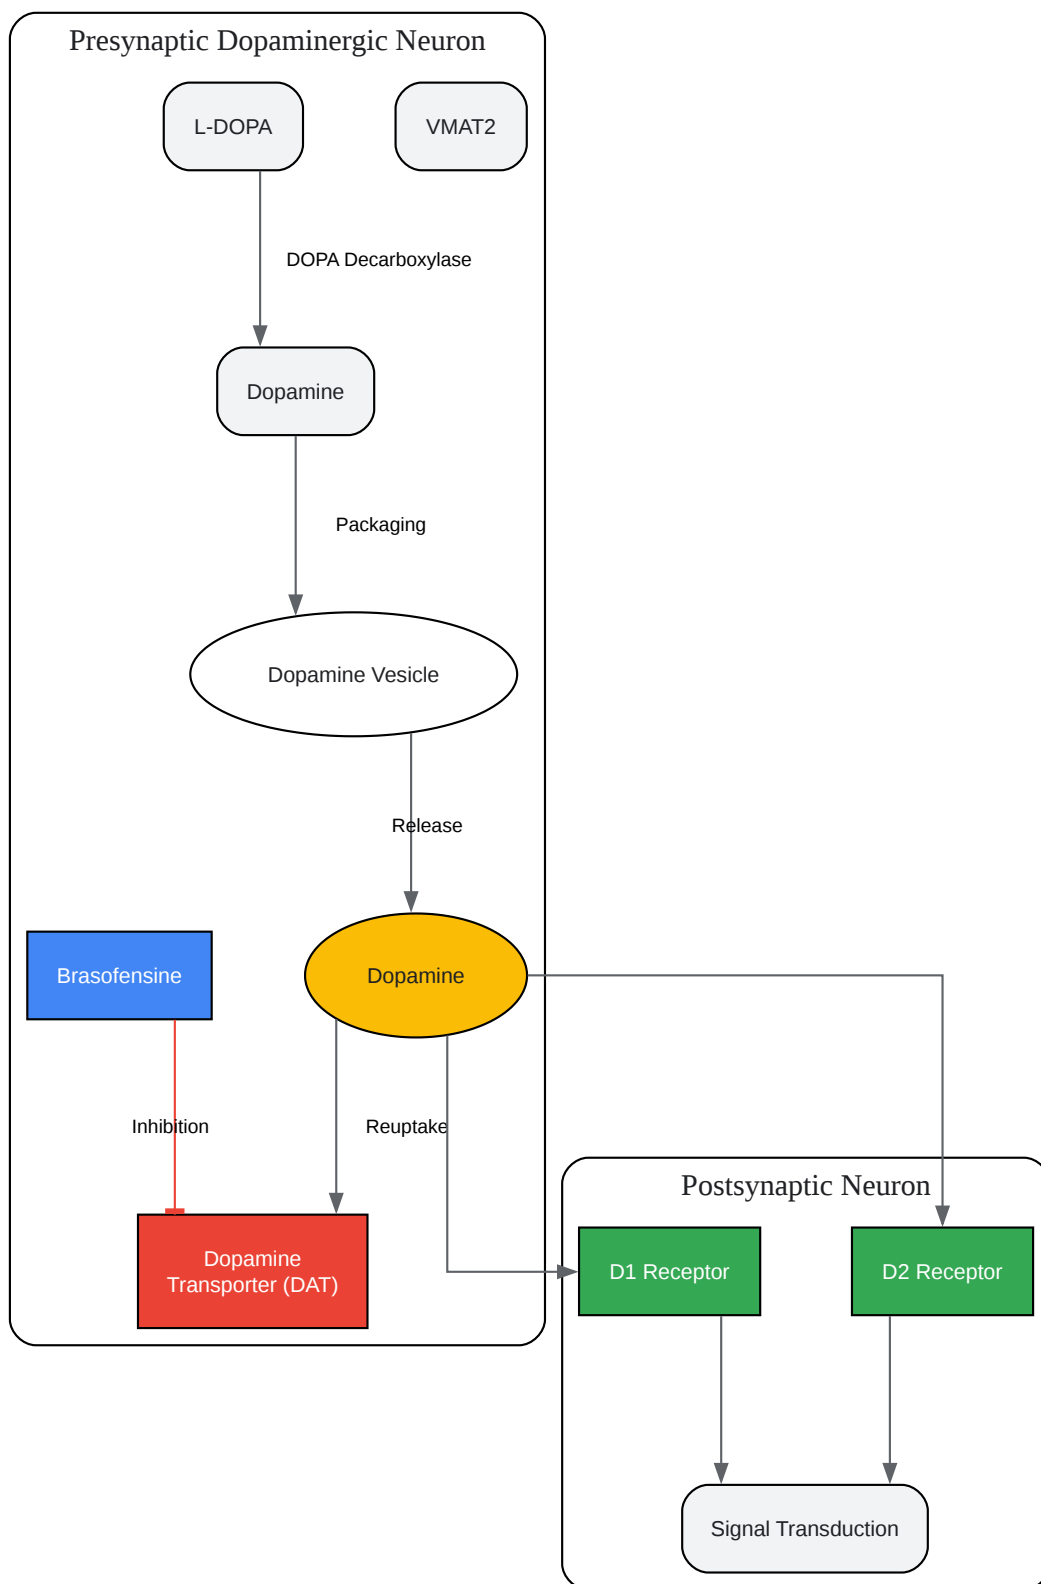 Presynaptic Dopaminergic Neuron
L-DOPA
VMAT2
DOPA Decarboxylase
Dopamine
Packaging
Dopamine Vesicle
Release
Brasofensine
Dopamine
Inhibition
Reuptake
Dopamine
Transporter (DAT)
Postsynaptic Neuron
D1 Receptor
D2 Receptor
Signal Transduction